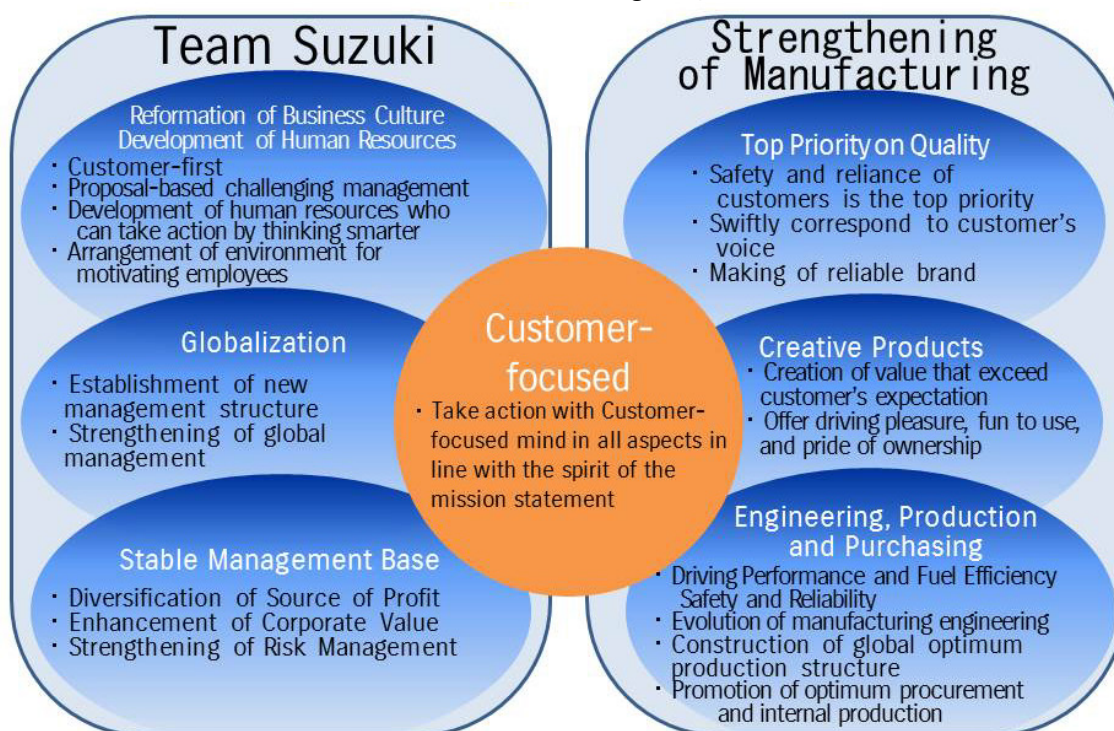 Team Suzuki
Reformation of Business Culture
Development of Human Resources
・Customer-first
・Proposal-based challenging management
・Development of human resources who
can take action by thinking smarter
・Arrangement of environment for
motivating employees
Globalization
・Establishment of new
management structure
・Strengthening of global
management
Stable Management Base
・Diversification of Source of Profit
・Enhancement of Corporate Value
・Strengthening of Risk Management
Customer-
focused
・Take action with Customer-
focused mind in all aspects in
line with the spirit of the
mission statement
Strengthening
of Manufacturing
Top Priority on Quality
・Safety and reliance of
customers is the top priority
・Swiftly correspond to customer's
voice
・Making of reliable brand
Creative Products
・Creation of value that exceed
customer's expectation
・Offer driving pleasure, fun to use,
and pride of ownership
Engineering, Production
and Purchasing
・Driving Performance and Fuel Efficiency
Safety and Reliability
・Evolution of manufacturing engineering
・Construction of global optimum
production structure
・Promotion of optimum procurement
and internal production